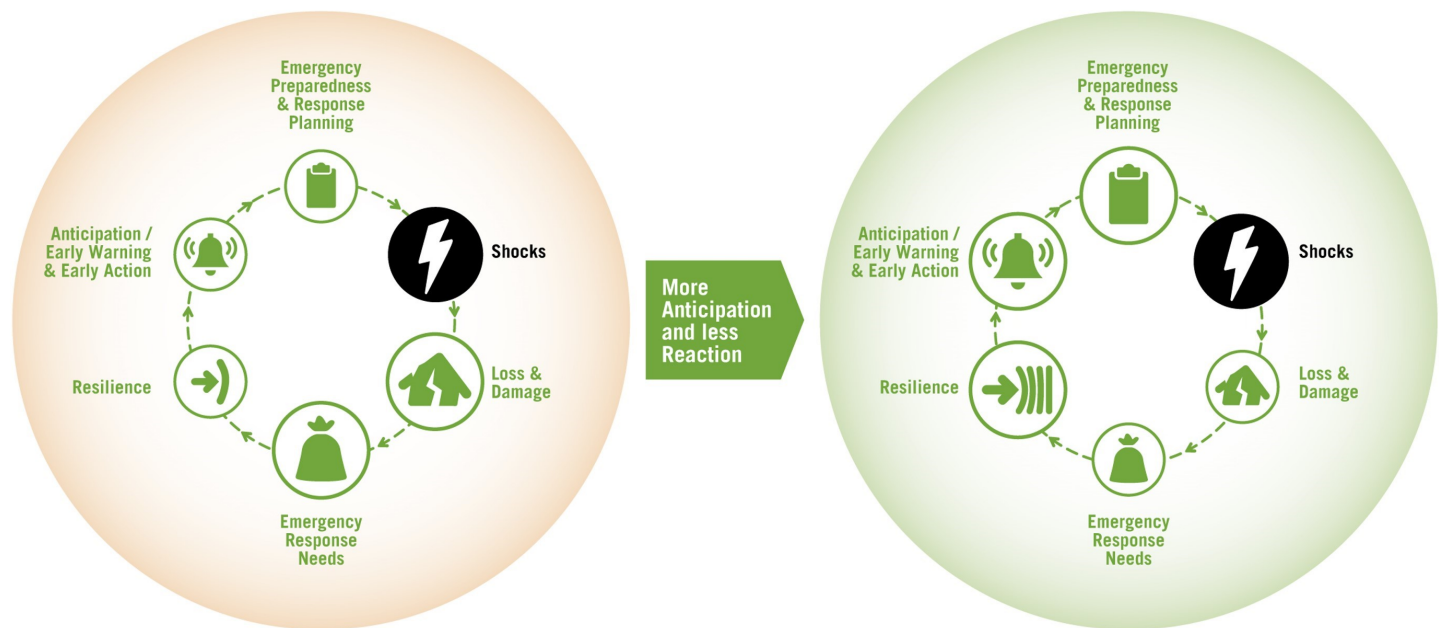 Emergency
Preparedness
& Response
Planning
Anticipation /
Early Warning
& Early Action
Shocks
Resilience
Loss &
Damage
Emergency
Response
Needs
More
Anticipation
and less
Reaction
Emergency
Preparedness
& Response
Planning
Anticipation /
Early Warning
& Early Action
Shocks
Resilience
Loss &
Damage
Emergency
Response
Needs